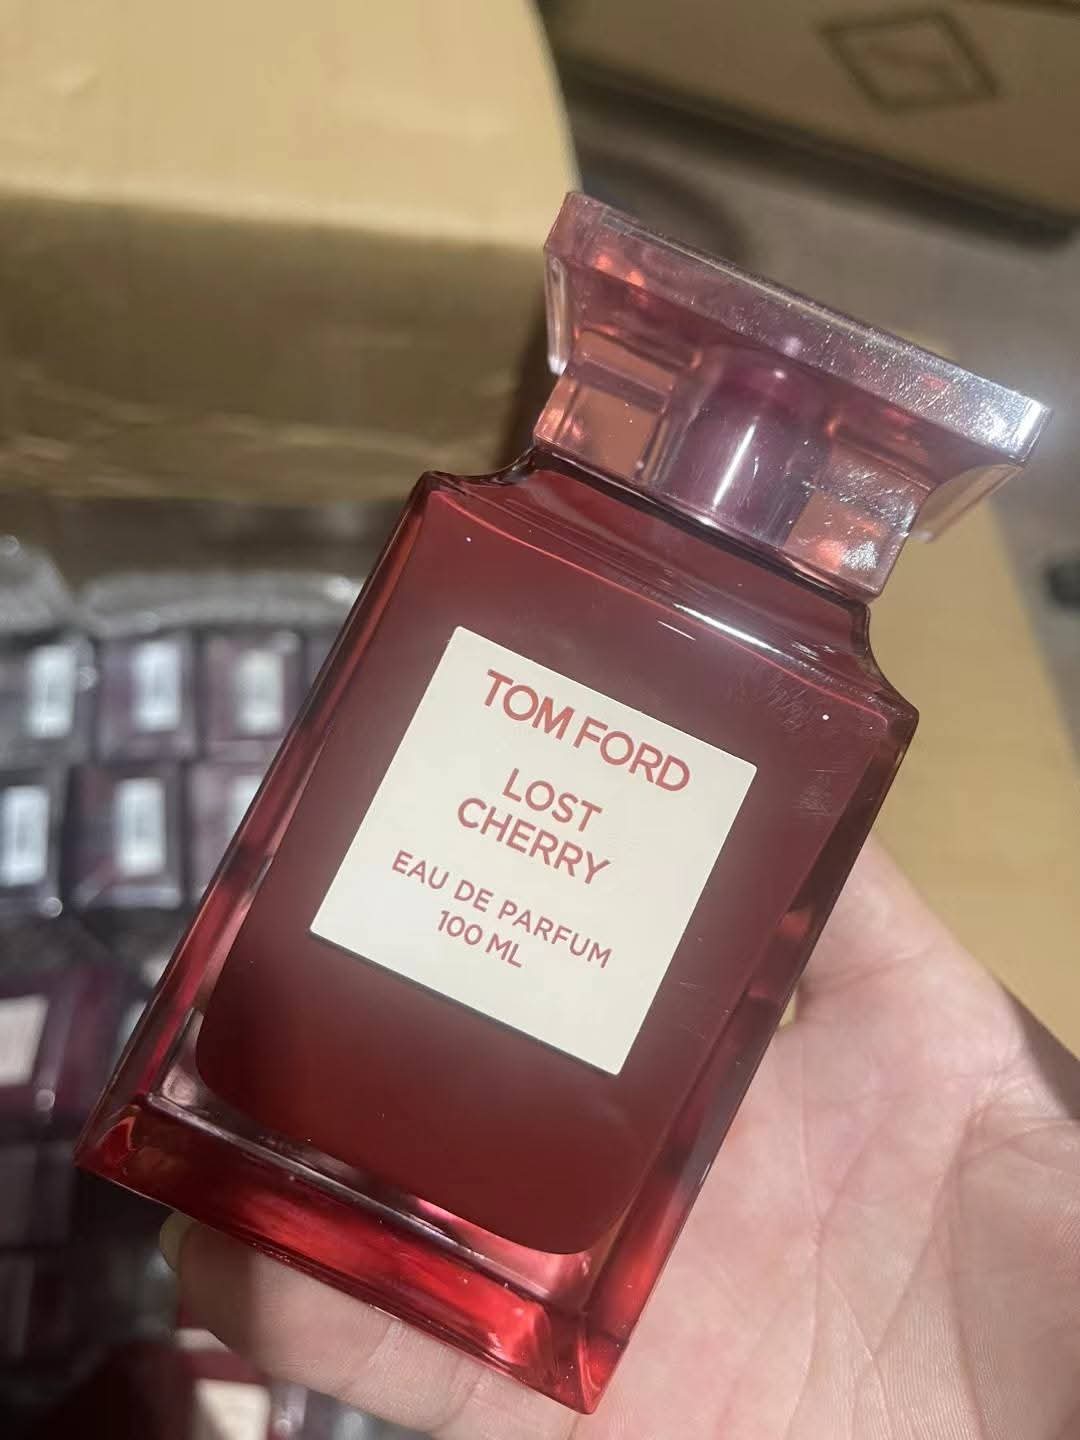 TOM FORD
LOST
CHERRY
EAU DE PARFUM
100 ML